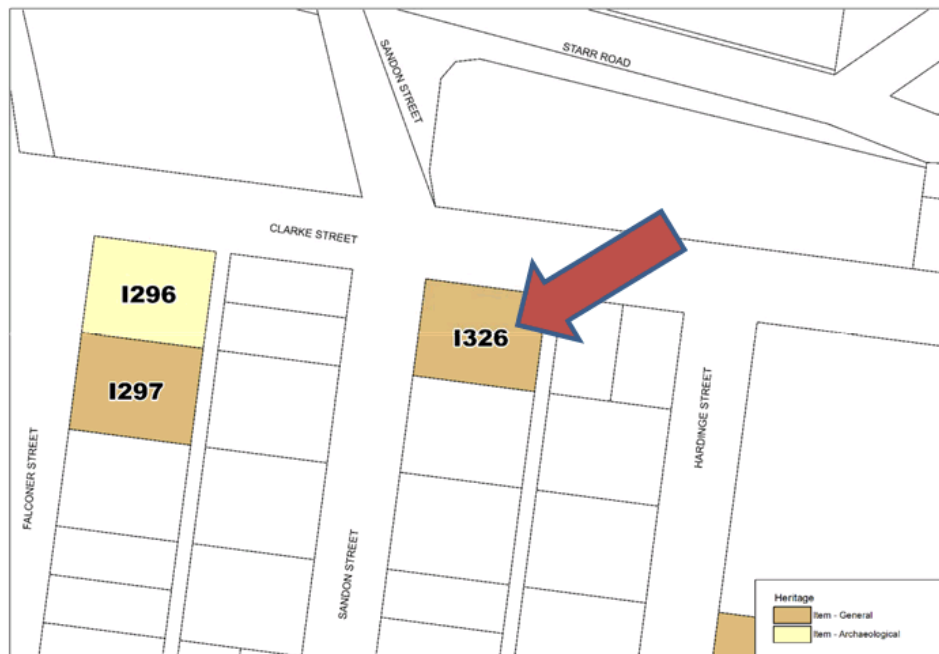 SANDON STREET
STARR ROAD
CLARKE STREET
I296
I326
I297
HARDINGE STREET
FALCONER STREET
SANDON STREET
Heritage
Item - General
Item - Archaeological